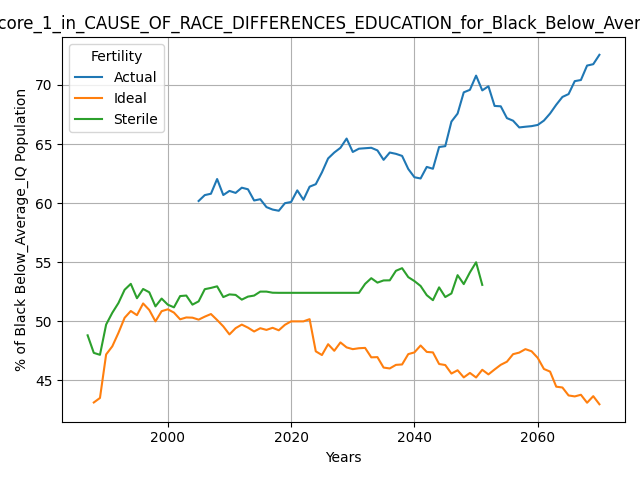 core_1_in_CAUSE_OF_RACE_DIFFERENCES_EDUCATION_for_Black_Below_Aver
Fertility
Actual
Ideal
Sterile
% of Black Below_Average_IQ Population
70
65
60
55
50
45
2000
2020
2040
2060
Years